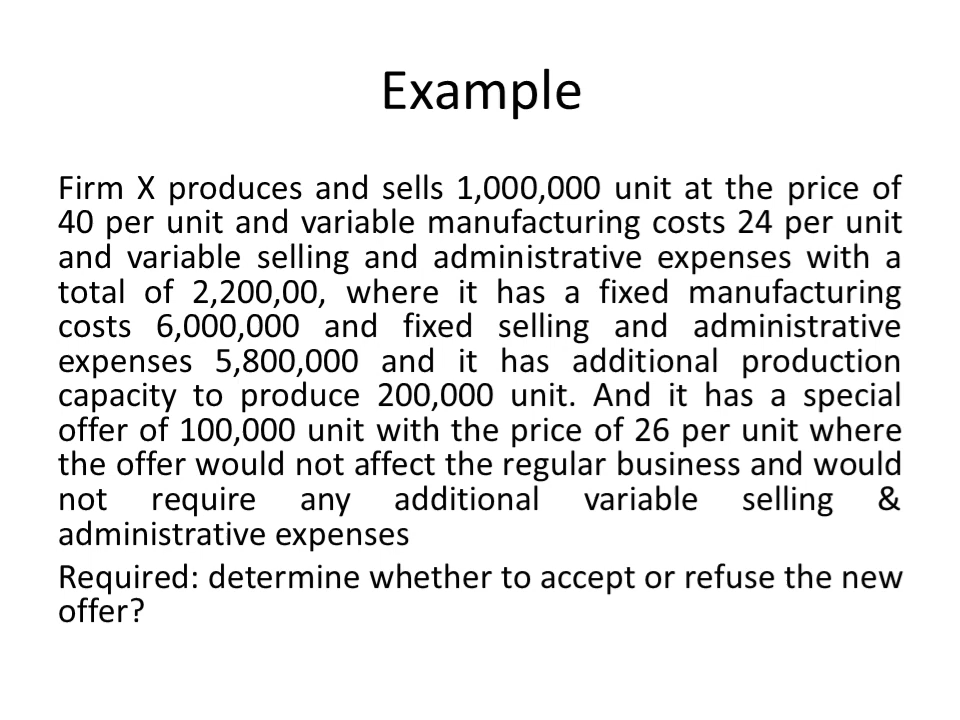 Example
Firm X produces and sells 1,000,000 unit at the price of
40 per unit and variable manufacturing costs 24 per unit
and variable selling and administrative expenses with a
total of 2,200,00, where it has a fixed manufacturing
costs 6,000,000 and fixed selling and administrative
expenses 5,800,000 and it has additional production
capacity to produce 200,000 unit. And it has a special
offer of 100,000 unit with the price of 26 per unit where
the offer would not affect the regular business and would
not require any additional variable selling &
administrative expenses
Required: determine whether to accept or refuse the new
offer?